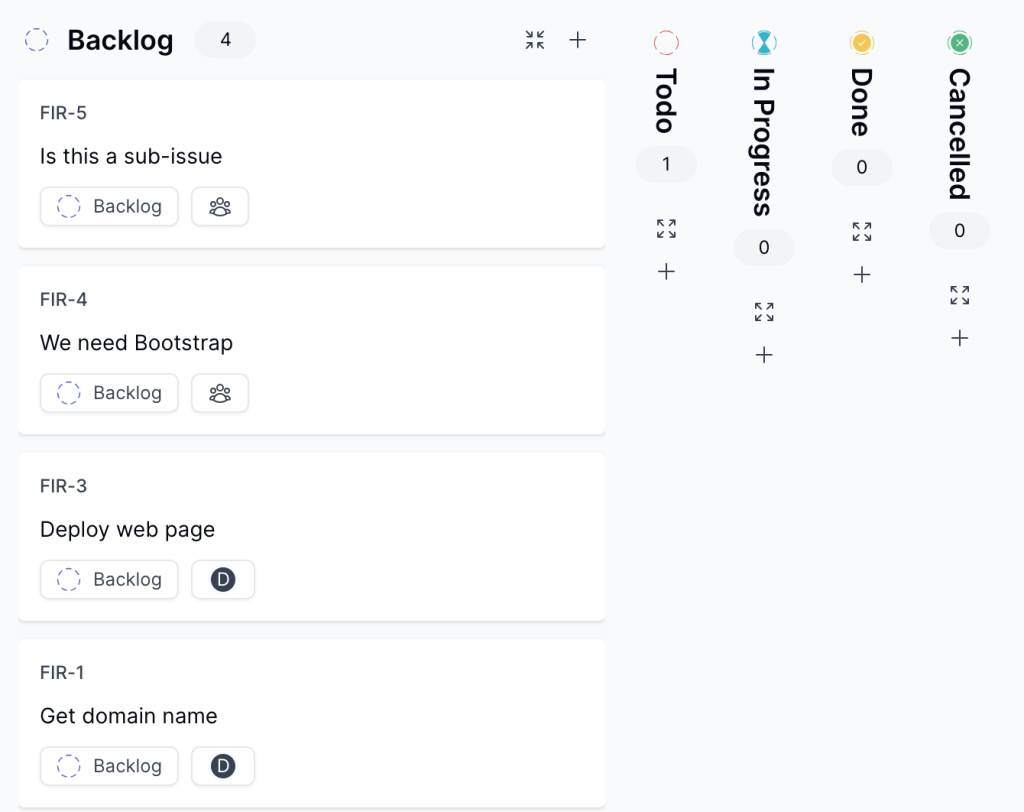 Backlog 4
FIR-5
Is this a sub-issue
Backlog
FIR-4
We need Bootstrap
Backlog
FIR-3
Deploy web page
Backlog D
FIR-1
Get domain name
Backlog D
Todo
1
In Progress
0
Done
0
Cancelled
0